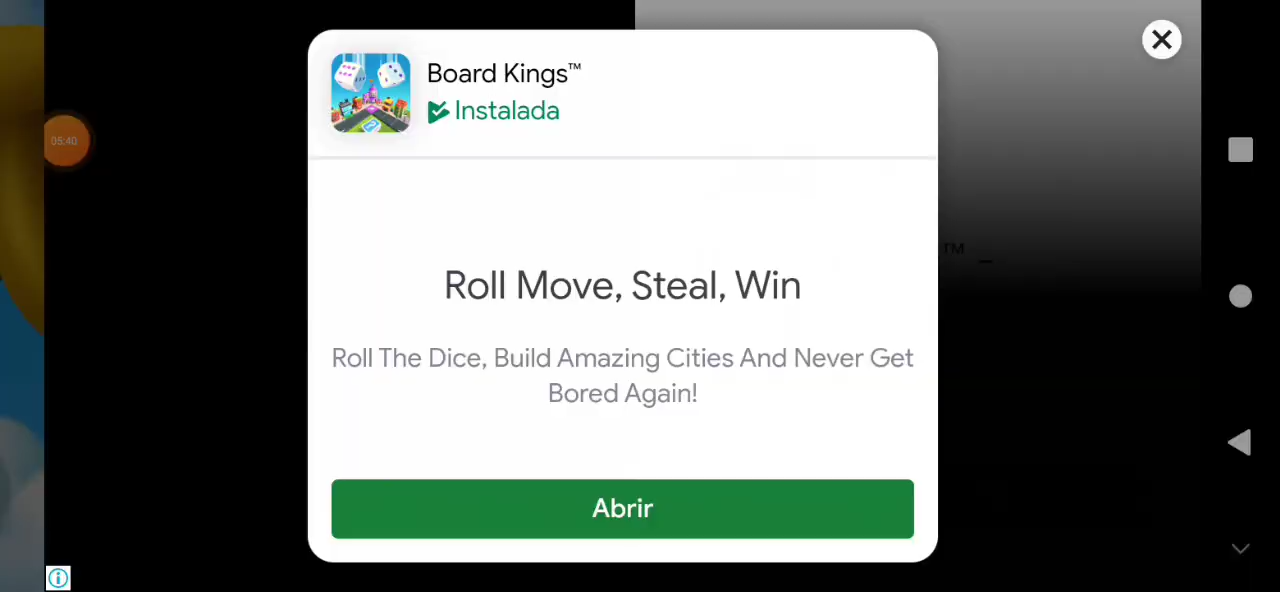 Board Kings™
Instalada
05:40
™ _
Roll Move, Steal, Win
Roll The Dice, Build Amazing Cities And Never Get
Bored Again!
Abrir